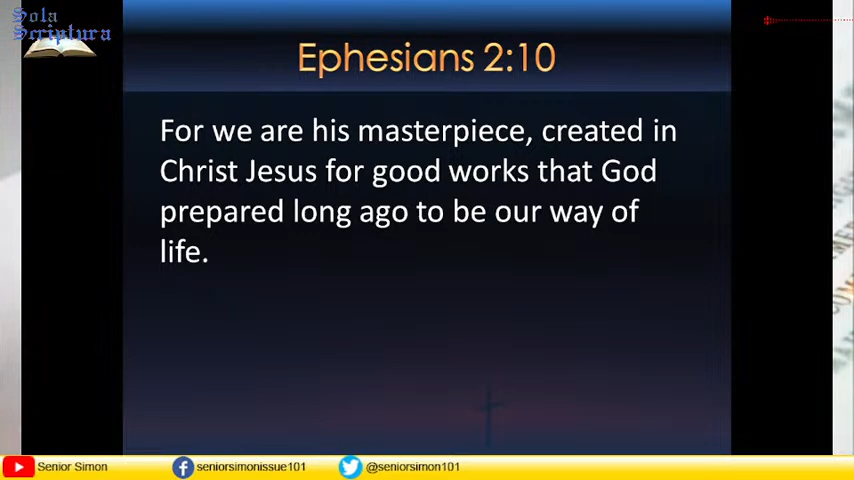 Sola
Scriptura
Ephesians 2:10
For we are his masterpiece, created in
Christ Jesus for good works that God
prepared long ago to be our way of
life.
Senior Simon
seniorsimonissue101
@seniorsimon101